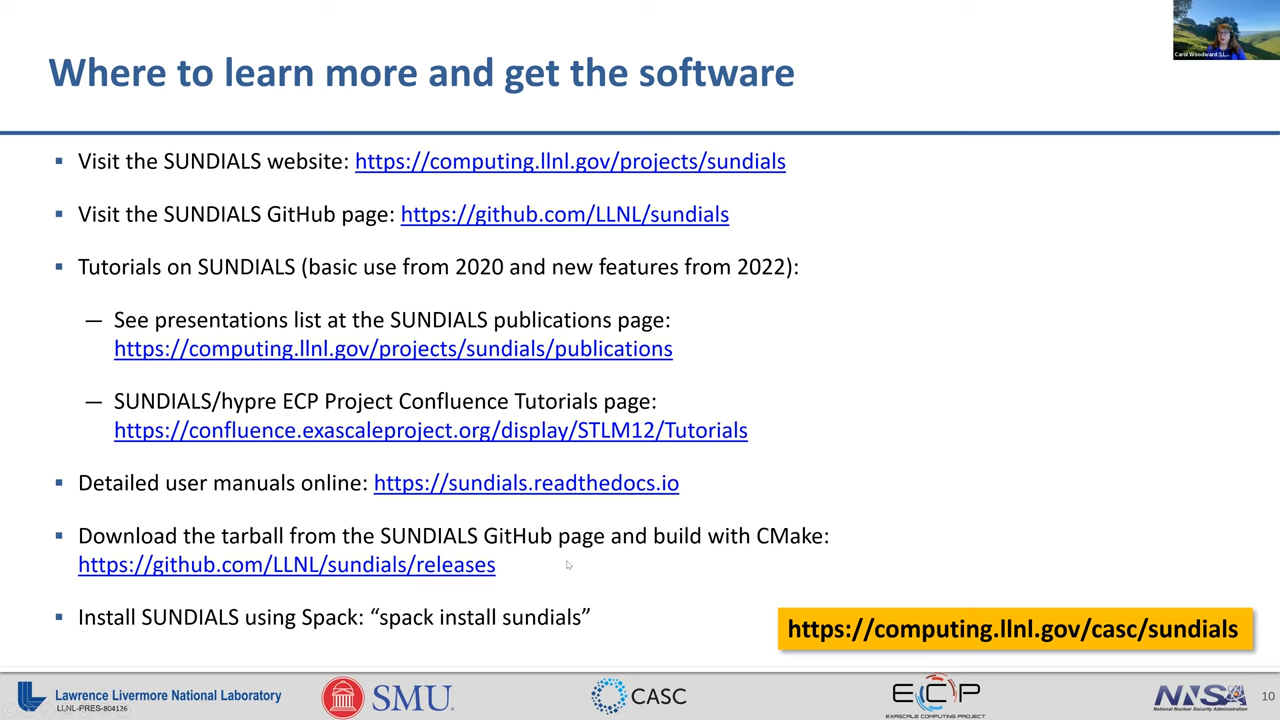 Carol Woodward (LL...
Where to learn more and get the software
▪ Visit the SUNDIALS website: https://computing.llnl.gov/projects/sundials
▪ Visit the SUNDIALS GitHub page: https://github.com/LLNL/sundials
▪ Tutorials on SUNDIALS (basic use from 2020 and new features from 2022):
— See presentations list at the SUNDIALS publications page:
https://computing.llnl.gov/projects/sundials/publications
— SUNDIALS/hypre ECP Project Confluence Tutorials page:
https://confluence.exascaleproject.org/display/STLM12/Tutorials
▪ Detailed user manuals online: https://sundials.readthedocs.io
▪ Download the tarball from the SUNDIALS GitHub page and build with CMake:
https://github.com/LLNL/sundials/releases
▪ Install SUNDIALS using Spack: “spack install sundials”
https://computing.llnl.gov/casc/sundials
Lawrence Livermore National Laboratory
LLNL-PRES-804126
SMU
CASC
ECP
EXASCALE COMPUTING PROJECT
NNSA
National Nuclear Security Administration
10